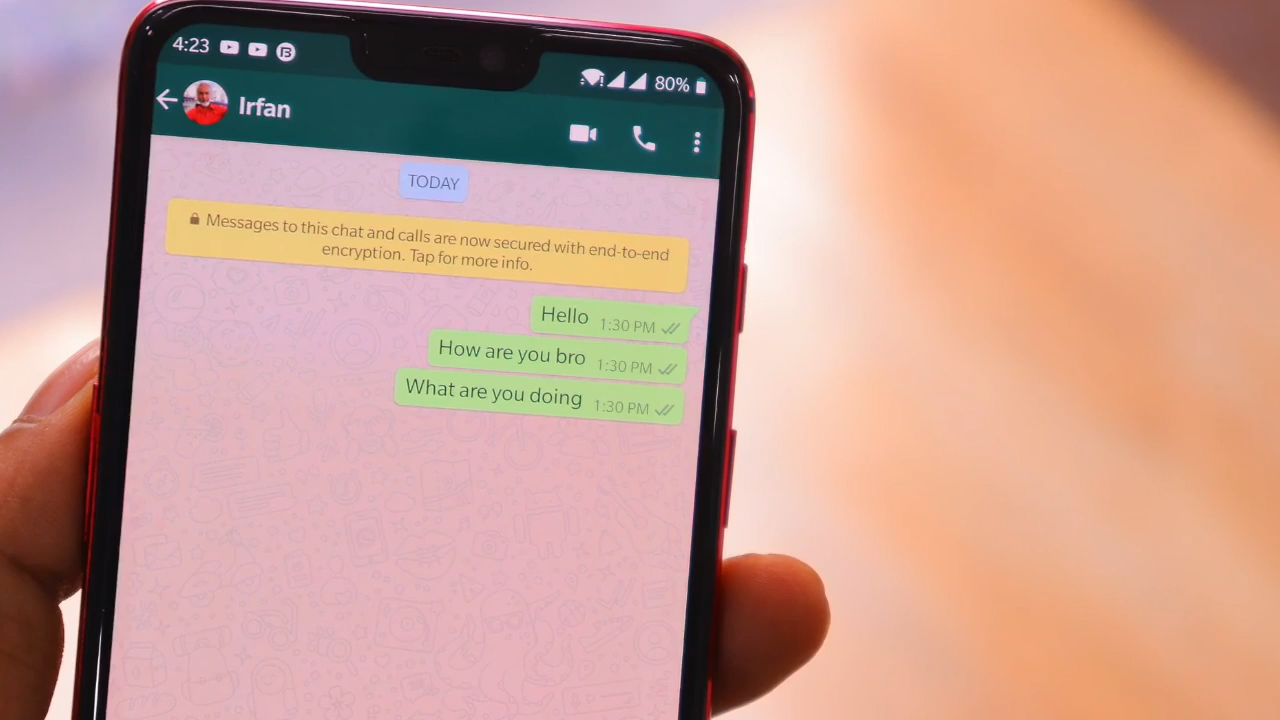 4:23 80%
Irfan
TODAY
Messages to this chat and calls are now secured with end-to-end
encryption. Tap for more info.
Hello 1:30 PM
How are you bro 1:30 PM
What are you doing 1:30 PM